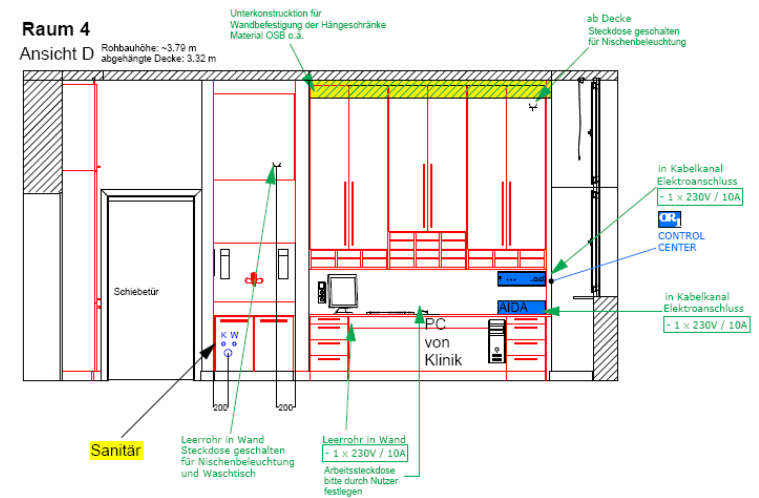 Raum 4
Ansicht D
Rohbauhöhe: ~3.79 m
abgehängte Decke: 3.32 m
Unterkonstrucktion für
Wandbefestigung der Hängeschränke
Material OSB o.ä.
ab Decke
Steckdose geschalten
für Nischenbeleuchtung
in Kabelkanal
Elektroanschluss
- 1 x 230V / 10A
OR1
CONTROL
CENTER
in Kabelkanal
Elektroanschluss
- 1 x 230V / 10A
Schiebetür
AIDA
PC
von
Klinik
K W
200
200
Sanitär
Leerrohr in Wand
Steckdose geschalten
für Nischenbeleuchtung
und Waschtisch
Leerrohr in Wand
- 1 x 230V / 10A
Arbeitssteckdose
bitte durch Nutzer
festlegen